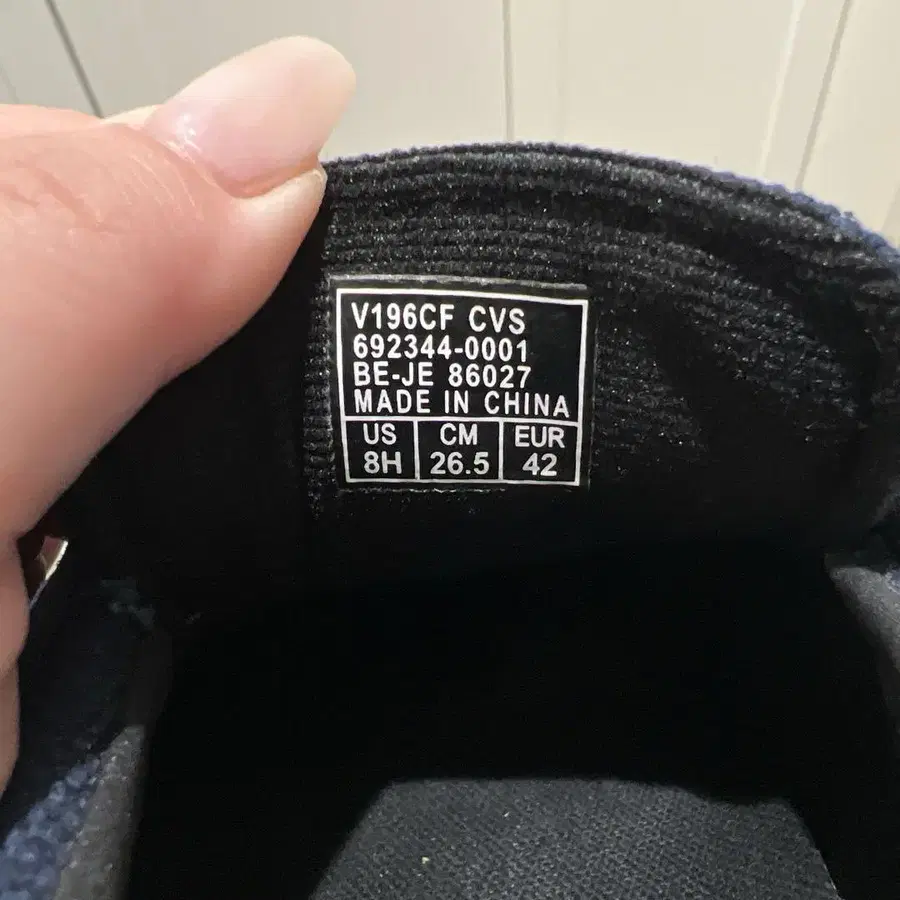 V196CF CVS
692344-0001
BE-JE 86027
MADE IN CHINA
US CM EUR
8H 26.5 42